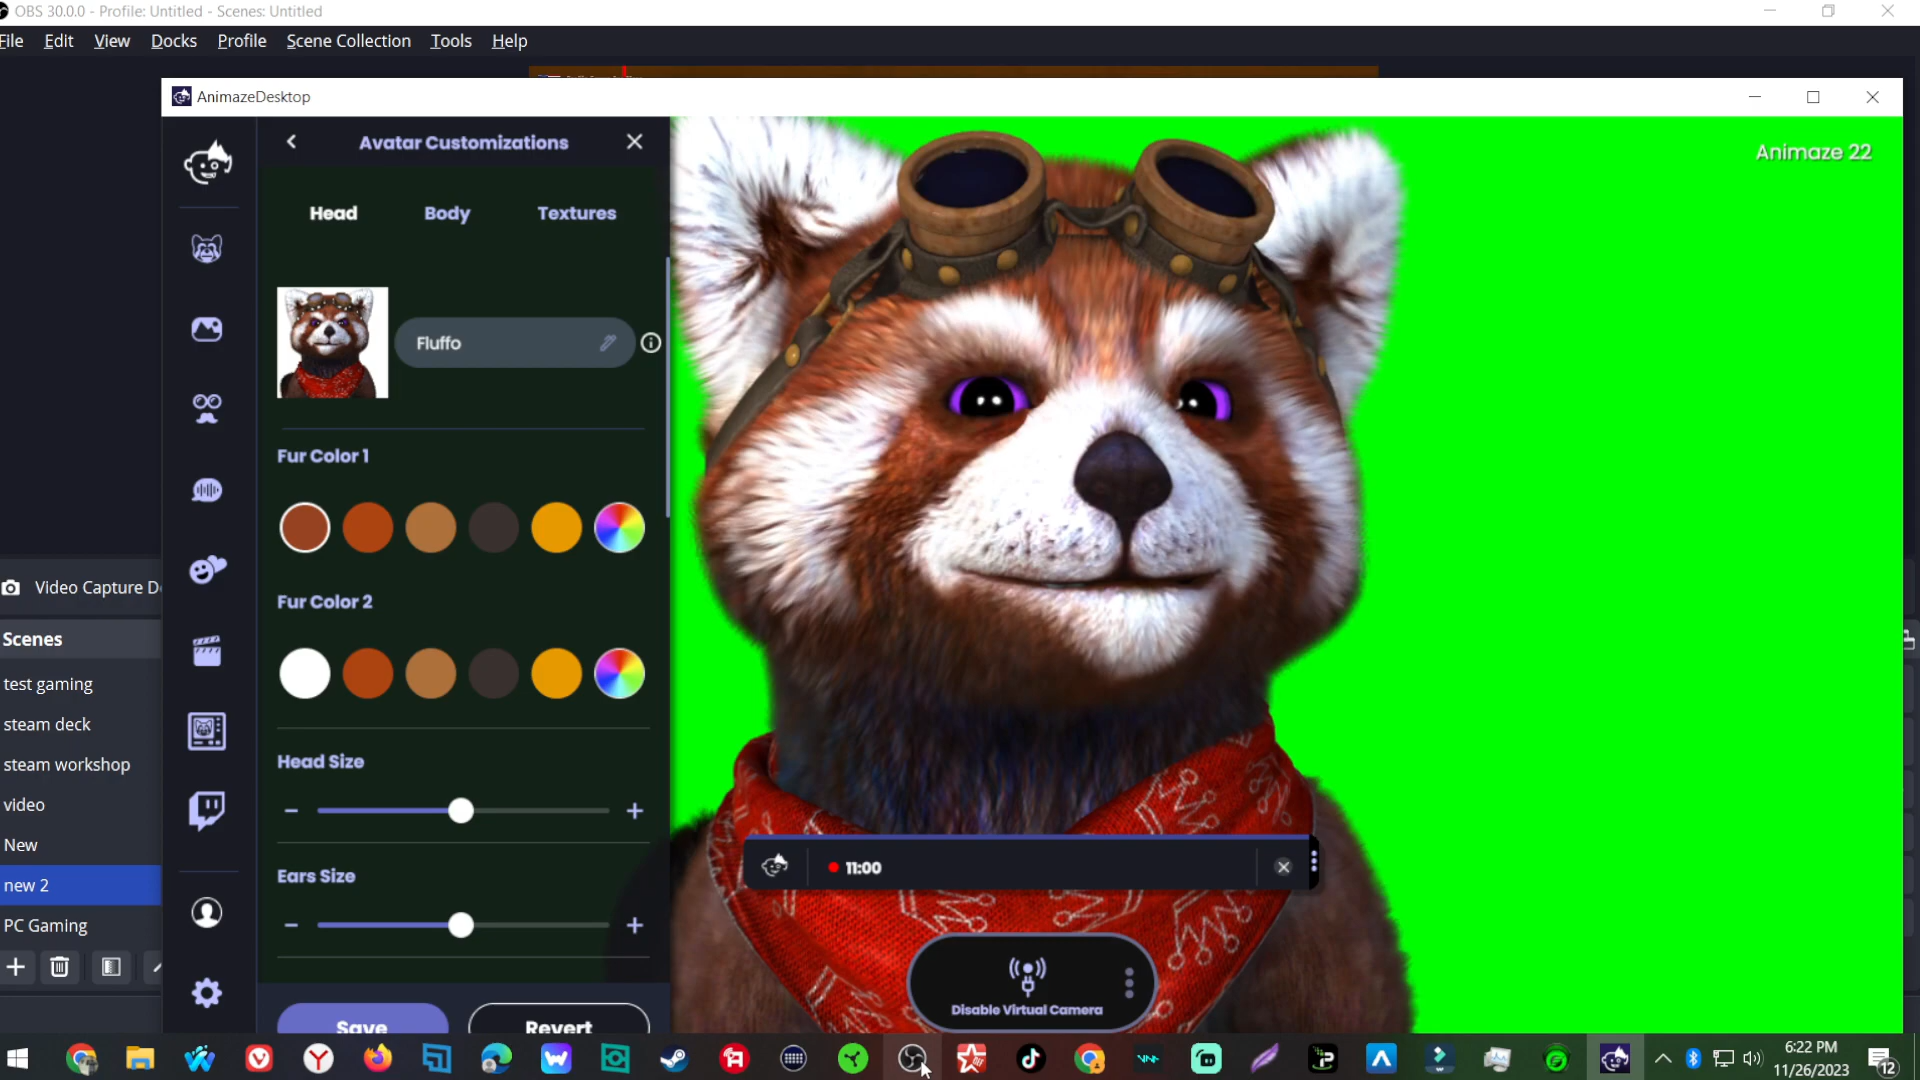 OBS 30.0.0 - Profile: Untitled - Scenes: Untitled
File Edit View Docks Profile Scene Collection Tools Help
AnimazeDesktop
Avatar Customizations
Animaze 22
Head Body Textures
Fluffo
Fur Color 1
Fur Color 2
Video Capture De
Scenes
test gaming
steam deck
steam workshop
video
New
new 2
PC Gaming
Head Size
Ears Size
11:00
Disable Virtual Camera
Save Revert
6:22 PM
11/26/2023
12